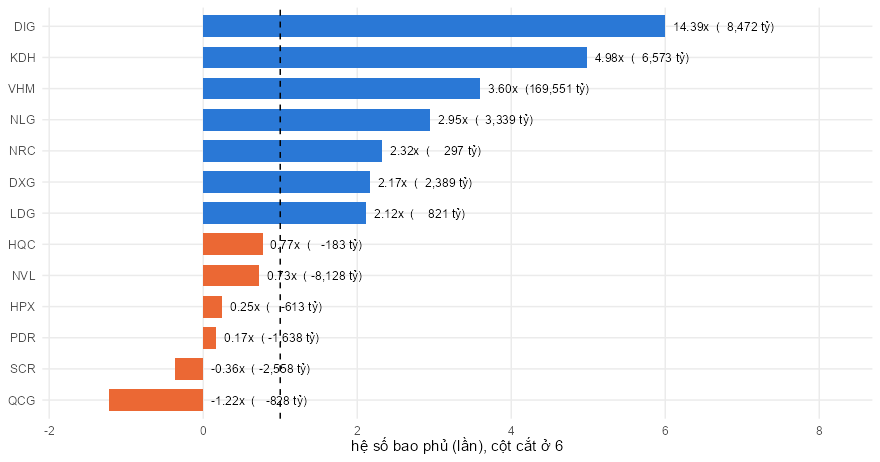 DIG 14.39x ( 8,472 tỷ)
KDH 4.98x ( 6,573 tỷ)
VHM 3.60x (169,551 tỷ)
NLG 2.95x ( 3,339 tỷ)
NRC 2.32x ( 297 tỷ)
DXG 2.17x ( 2,389 tỷ)
LDG 2.12x ( 821 tỷ)
HQC 0.77x ( -183 tỷ)
NVL 0.73x ( -8,128 tỷ)
HPX 0.25x ( -613 tỷ)
PDR 0.17x ( -1,638 tỷ)
SCR -0.36x ( -2,558 tỷ)
QCG -1.22x ( -828 tỷ)
-2 0 2 4 6 8
hệ số bao phủ (lần), cột cắt ở 6